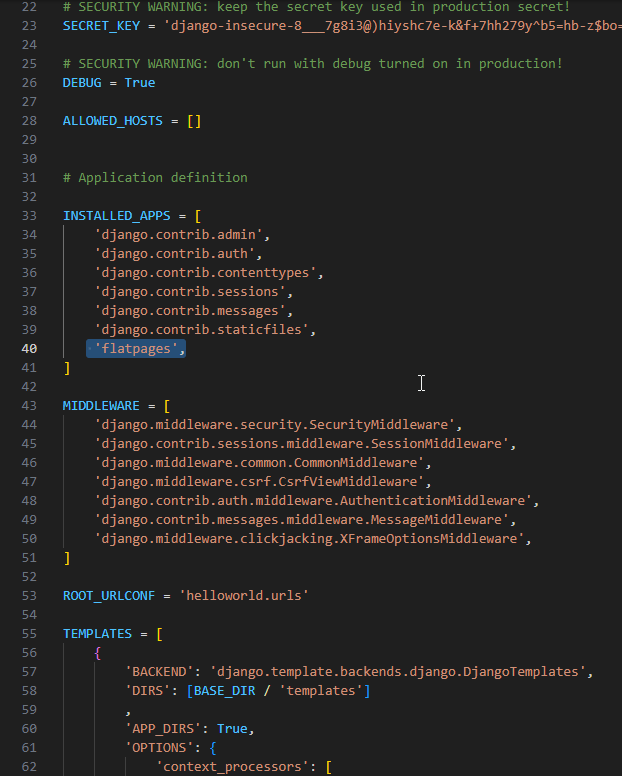 22 # SECURITY WARNING: keep the secret key used in production secret!
23 SECRET_KEY = 'django-insecure-8___7g8i3@)hiyshc7e-k&f+7hh279y^b5=hb-z$bo=
24
25 # SECURITY WARNING: don't run with debug turned on in production!
26 DEBUG = True
27
28 ALLOWED_HOSTS = []
29
30
31 # Application definition
32
33 INSTALLED_APPS = [
34     'django.contrib.admin',
35     'django.contrib.auth',
36     'django.contrib.contenttypes',
37     'django.contrib.sessions',
38     'django.contrib.messages',
39     'django.contrib.staticfiles',
40     'flatpages',
41 ]
42
43 MIDDLEWARE = [
44     'django.middleware.security.SecurityMiddleware',
45     'django.contrib.sessions.middleware.SessionMiddleware',
46     'django.middleware.common.CommonMiddleware',
47     'django.middleware.csrf.CsrfViewMiddleware',
48     'django.contrib.auth.middleware.AuthenticationMiddleware',
49     'django.contrib.messages.middleware.MessageMiddleware',
50     'django.middleware.clickjacking.XFrameOptionsMiddleware',
51 ]
52
53 ROOT_URLCONF = 'helloworld.urls'
54
55 TEMPLATES = [
56     {
57         'BACKEND': 'django.template.backends.django.DjangoTemplates',
58         'DIRS': [BASE_DIR / 'templates']
59         ,
60         'APP_DIRS': True,
61         'OPTIONS': {
62             'context_processors': [